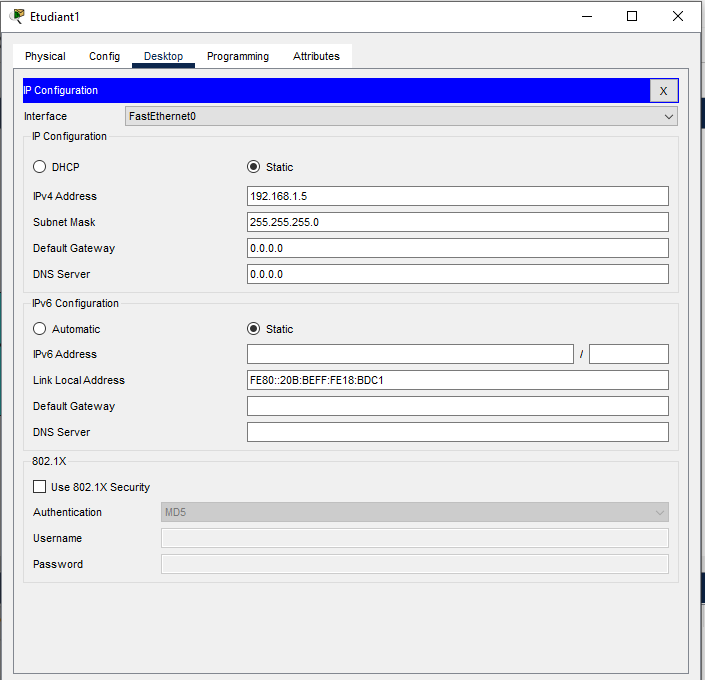 Etudiant1
Physical Config Desktop Programming Attributes
IP Configuration X
Interface FastEthernet0
IP Configuration
DHCP Static
IPv4 Address 192.168.1.5
Subnet Mask 255.255.255.0
Default Gateway 0.0.0.0
DNS Server 0.0.0.0
IPv6 Configuration
Automatic Static
IPv6 Address /
Link Local Address FE80::20B:BEFF:FE18:BDC1
Default Gateway
DNS Server
802.1X
Use 802.1X Security
Authentication MD5
Username
Password